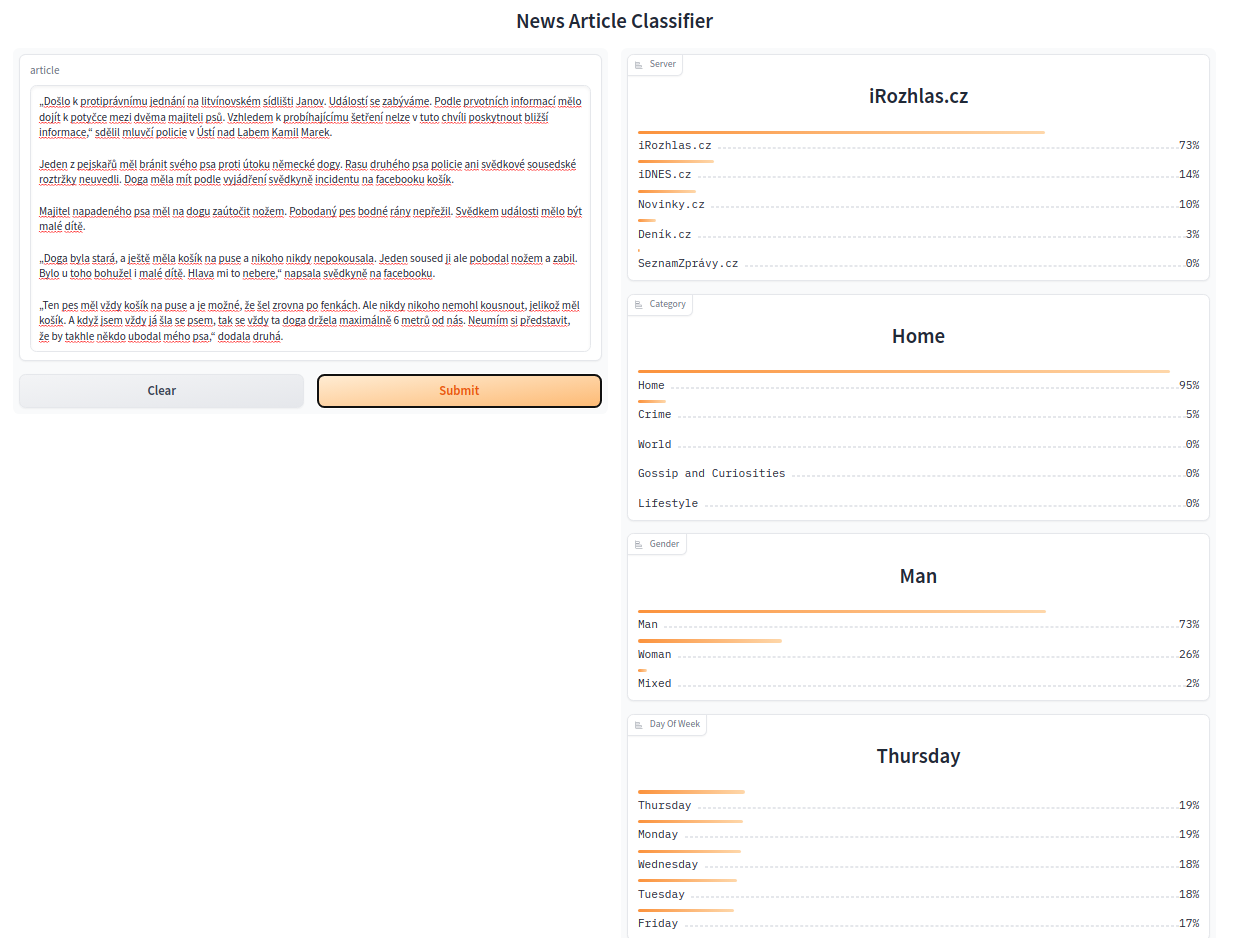 News Article Classifier
article
„Došlo k protiprávnímu jednání na litvínovském sídlišti Janov. Událostí se zabýváme. Podle prvotních informací mělo
dojít k potyčce mezi dvěma majiteli psů. Vzhledem k probíhajícímu šetření nelze v tuto chvíli poskytnout bližší
informace,“ sdělil mluvčí policie v Ústí nad Labem Kamil Marek.
Jeden z pejskařů měl bránit svého psa proti útoku německé dogy. Rasu druhého psa policie ani svědkové sousedské
roztržky neuvedli. Doga měla mít podle vyjádření svědkyně incidentu na facebooku košík.
Majitel napadeného psa měl na dogu zaútočit nožem. Pobodaný pes bodné rány nepřežil. Svědkem události mělo být
malé dítě.
„Doga byla stará, a ještě měla košík na puse a nikoho nikdy nepokousala. Jeden soused ji ale pobodal nožem a zabil.
Bylo u toho bohužel i malé dítě. Hlava mi to nebere,“ napsala svědkyně na facebooku.
„Ten pes měl vždy košík na puse a je možné, že šel zrovna po fenkách. Ale nikdy nikoho nemohl kousnout, jelikož měl
košík. A když jsem vždy já šla se psem, tak se vždy ta doga držela maximálně 6 metrů od nás. Neumím si představit,
že by takhle někdo ubodal mého psa,“ dodala druhá.
Clear
Submit
Server
iRozhlas.cz
iRozhlas.cz 73%
iDNES.cz 14%
Novinky.cz 10%
Deník.cz 3%
SeznamZprávy.cz 0%
Category
Home
Home 95%
Crime 5%
World 0%
Gossip and Curiosities 0%
Lifestyle 0%
Gender
Man
Man 73%
Woman 26%
Mixed 2%
Day Of Week
Thursday
Thursday 19%
Monday 19%
Wednesday 18%
Tuesday 18%
Friday 17%